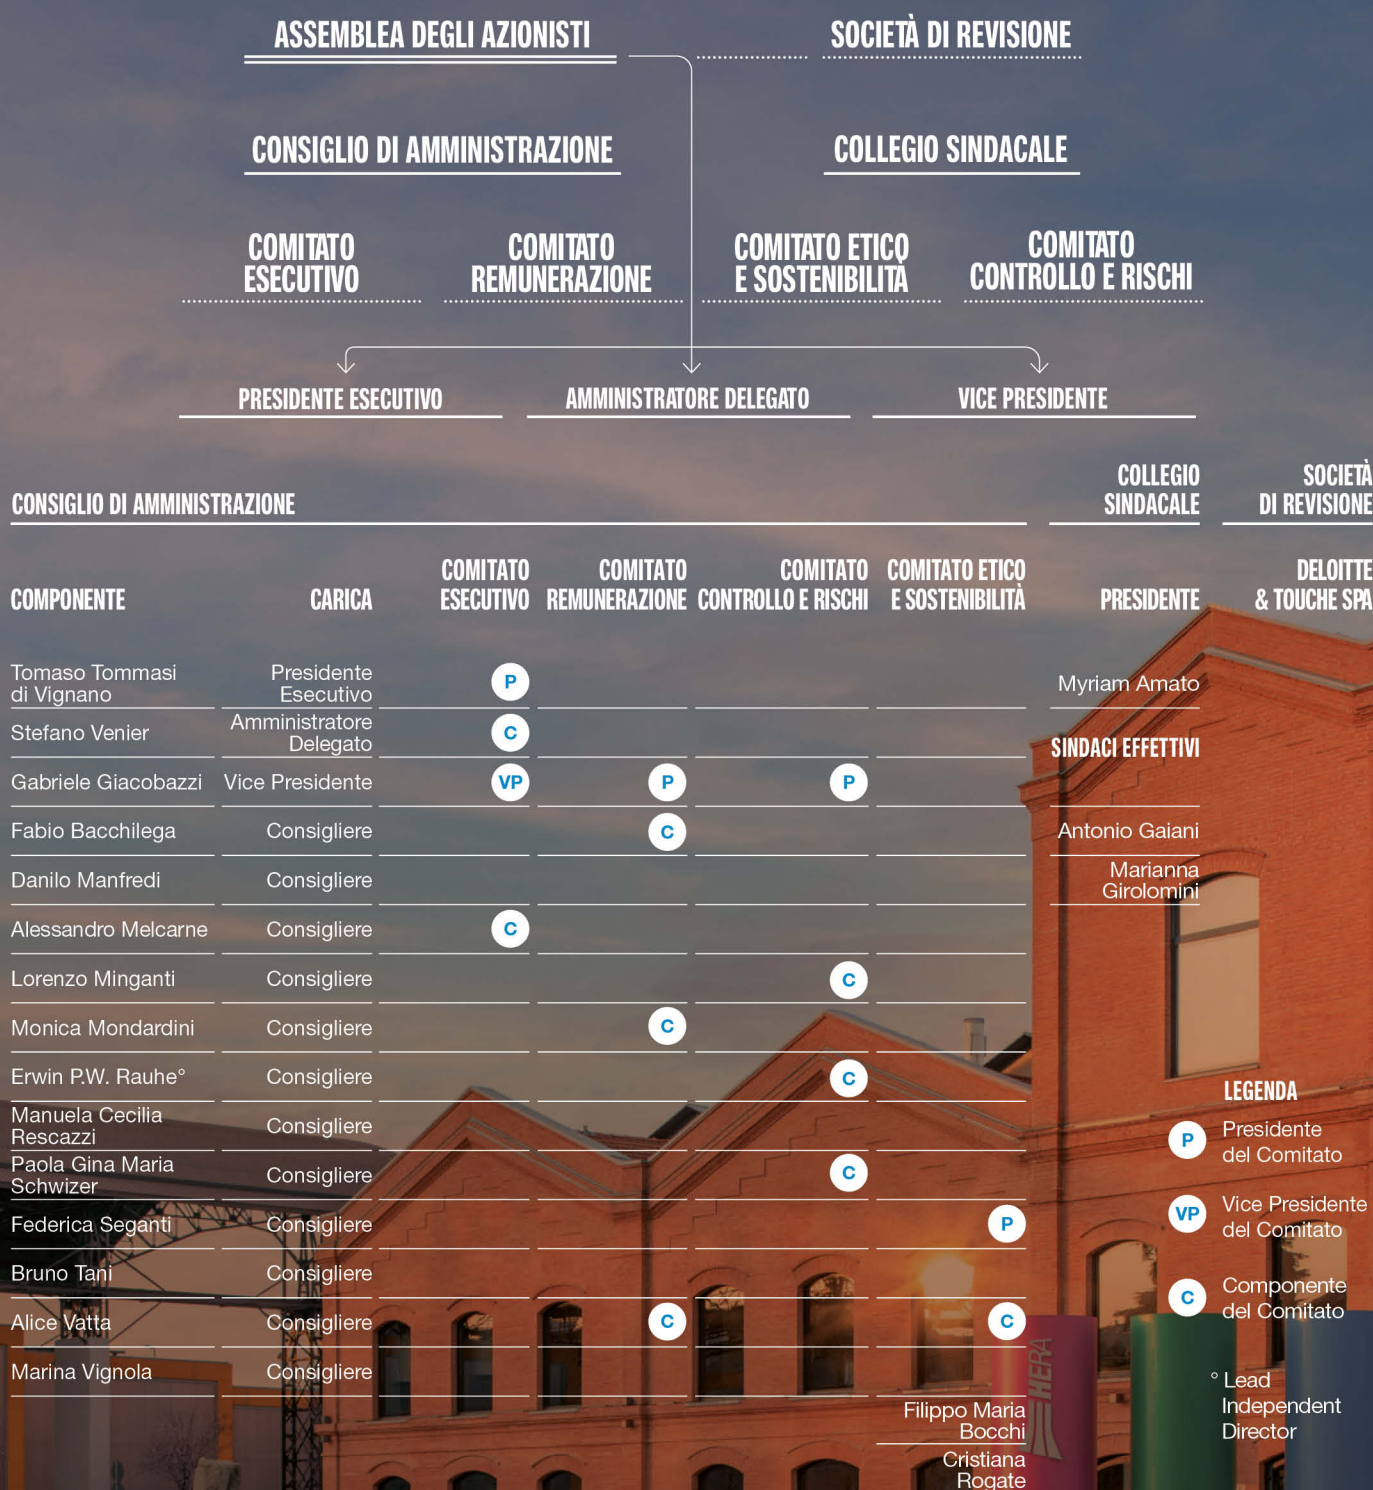 ASSEMBLEA DEGLI AZIONISTI
SOCIETÀ DI REVISIONE
CONSIGLIO DI AMMINISTRAZIONE
COLLEGIO SINDACALE
COMITATO
ESECUTIVO
COMITATO
REMUNERAZIONE
COMITATO ETICO
E SOSTENIBILITÀ
COMITATO
CONTROLLO E RISCHI
PRESIDENTE ESECUTIVO
AMMINISTRATORE DELEGATO
VICE PRESIDENTE
CONSIGLIO DI AMMINISTRAZIONE
COLLEGIO
SINDACALE
SOCIETÀ
DI REVISIONE
COMPONENTE
CARICA
COMITATO
ESECUTIVO
COMITATO
REMUNERAZIONE
COMITATO
CONTROLLO E RISCHI
COMITATO ETICO
E SOSTENIBILITÀ
PRESIDENTE
DELOITTE
& TOUCHE SPA
Tomaso Tommasi
di Vignano
Presidente
Esecutivo
P
Myriam Amato
Stefano Venier
Amministratore
Delegato
C
SINDACI EFFETTIVI
Gabriele Giacobazzi
Vice Presidente
VP
P
P
Fabio Bacchilega
Consigliere
C
Antonio Gaiani
Danilo Manfredi
Consigliere
Marianna
Girolomini
Alessandro Melcarne
Consigliere
C
Lorenzo Minganti
Consigliere
C
Monica Mondardini
Consigliere
C
Erwin P.W. Rauhe°
Consigliere
C
Manuela Cecilia
Rescazzi
Consigliere
Paola Gina Maria
Schwizer
Consigliere
C
Federica Seganti
Consigliere
P
Bruno Tani
Consigliere
Alice Vatta
Consigliere
C
C
Marina Vignola
Consigliere
Filippo Maria
Bocchi
Cristiana
Rogate
LEGENDA
P
Presidente
del Comitato
VP
Vice Presidente
del Comitato
C
Componente
del Comitato
° Lead
Independent
Director
HERA